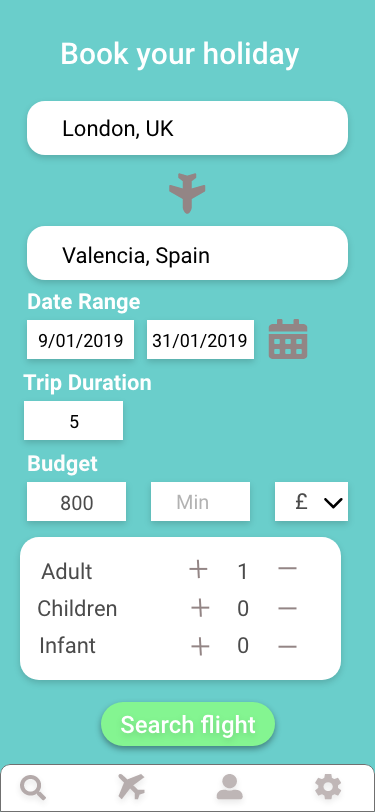 Book your holiday
London, UK
Valencia, Spain
Date Range
9/01/2019 31/01/2019
Trip Duration
5
Budget
800 Min £
Adult + 1 —
Children + 0 —
Infant + 0 —
Search flight